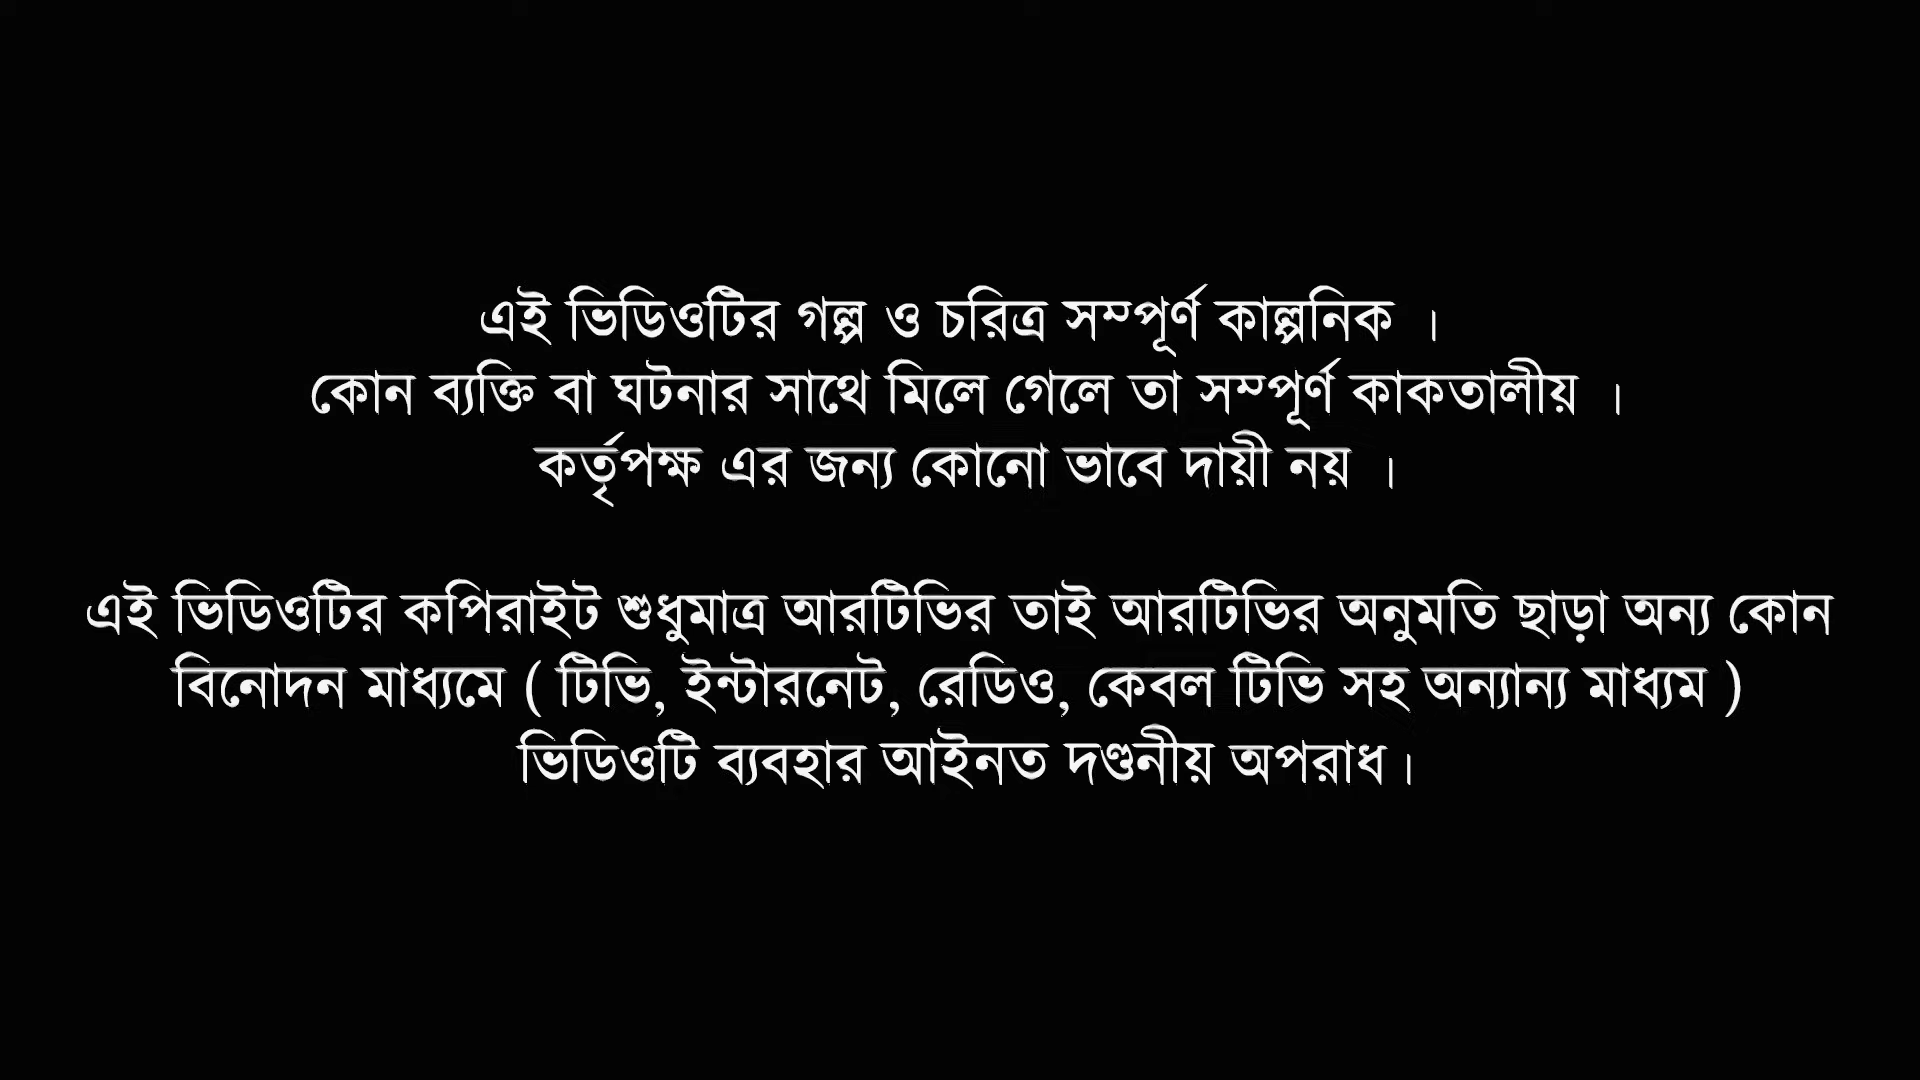 এই ভিডিওটির গল্প ও চরিত্র সম্পূর্ণ কাল্পনিক ।
কোন ব্যক্তি বা ঘটনার সাথে মিলে গেলে তা সম্পূর্ণ কাকতালীয় ।
কর্তৃপক্ষ এর জন্য কোনো ভাবে দায়ী নয় ।
এই ভিডিওটির কপিরাইট শুধুমাত্র আরটিভির তাই আরটিভির অনুমতি ছাড়া অন্য কোন
বিনোদন মাধ্যমে ( টিভি, ইন্টারনেট, রেডিও, কেবল টিভি সহ অন্যান্য মাধ্যম )
ভিডিওটি ব্যবহার আইনত দণ্ডনীয় অপরাধ।